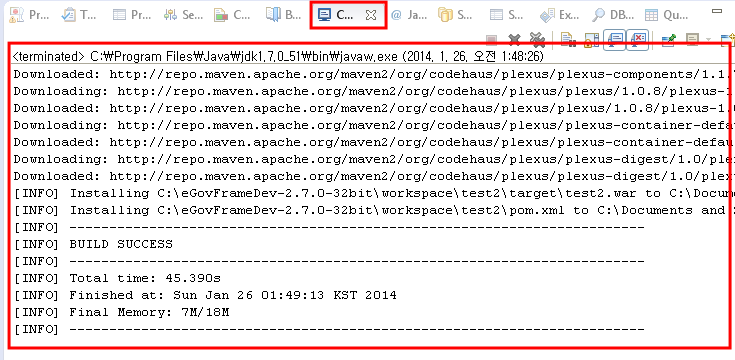 Pr... T... Pr... Se... C... B... C... Ja... S... S... Ex... DB... Qu...
<terminated> C:₩Program Files₩Java₩jdk1.7.0_51₩bin₩javaw.exe (2014. 1. 26. 오전 1:48:26)
Downloaded: http://repo.maven.apache.org/maven2/org/codehaus/plexus/plexus-components/1.1.
Downloading: http://repo.maven.apache.org/maven2/org/codehaus/plexus/plexus/1.0.8/plexus-1
Downloaded: http://repo.maven.apache.org/maven2/org/codehaus/plexus/plexus/1.0.8/plexus-1.0
Downloading: http://repo.maven.apache.org/maven2/org/codehaus/plexus/plexus-container-defa
Downloaded: http://repo.maven.apache.org/maven2/org/codehaus/plexus/plexus-container-defau
Downloading: http://repo.maven.apache.org/maven2/org/codehaus/plexus/plexus-digest/1.0/ple
Downloaded: http://repo.maven.apache.org/maven2/org/codehaus/plexus/plexus-digest/1.0/plex
[INFO] Installing C:\eGovFrameDev-2.7.0-32bit\workspace\test2\target\test2.war to C:\Docum
[INFO] Installing C:\eGovFrameDev-2.7.0-32bit\workspace\test2\pom.xml to C:\Documents and
[INFO] ------------------------------------------------------------------------
[INFO] BUILD SUCCESS
[INFO] ------------------------------------------------------------------------
[INFO] Total time: 45.390s
[INFO] Finished at: Sun Jan 26 01:49:13 KST 2014
[INFO] Final Memory: 7M/18M
[INFO] ------------------------------------------------------------------------